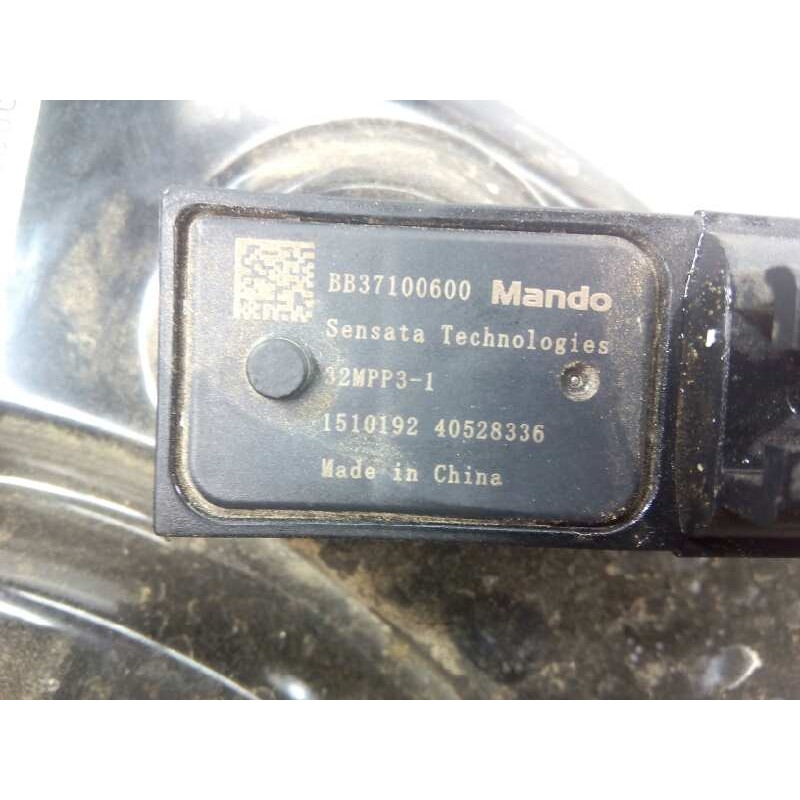 BB37100600 Mando
Sensata Technologies
32MPP3-1
1510192 40528336
Made in China